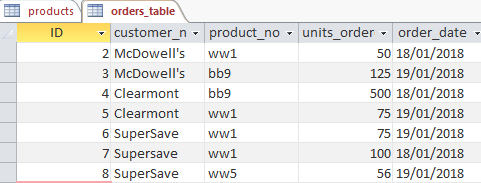 products orders_table
ID customer_n product_no units_order order_date
2 McDowell's ww1 50 18/01/2018
3 McDowell's bb9 125 19/01/2018
4 Clearmont bb9 500 18/01/2018
5 Clearmont ww1 75 19/01/2018
6 SuperSave ww1 75 19/01/2018
7 Supersave ww1 100 18/01/2018
8 SuperSave ww5 56 19/01/2018